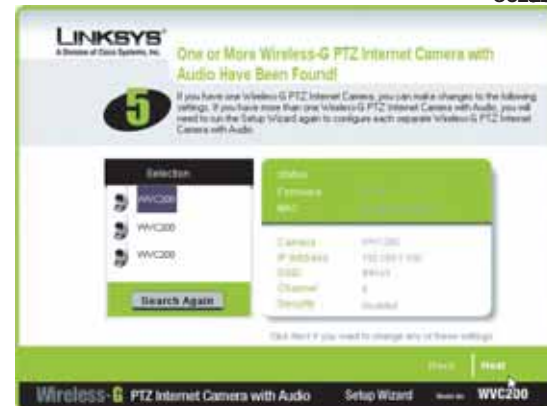 LINKSYS®
A Division of Cisco Systems, Inc.
One or More Wireless-G PTZ Internet Camera with
Audio Have Been Found!
5
If you have one Wireless-G PTZ Internet Camera, you can make changes to the following
settings. If you have more than one Wireless-G PTZ Internet Camera with Audio, you will
need to run the Setup Wizard again to configure each separate Wireless-G PTZ Internet
Camera with Audio.
Selection
WVC200
WVC200
WVC200
Search Again
Status
Firmware
MAC
Camera WVC200
IP Address
SSID
Channel 6
Security Disabled
Click Next if you want to change any of these settings
Back
Next
Wireless-G PTZ Internet Camera with Audio
Setup Wizard
WVC200